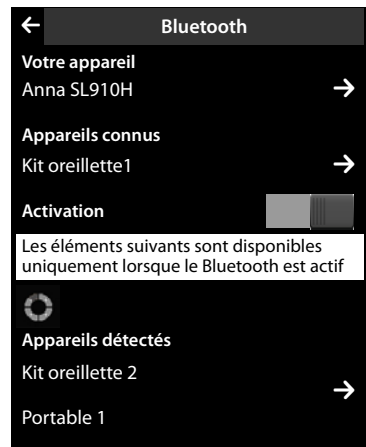 Bluetooth
Votre appareil
Anna SL910H
Appareils connus
Kit oreillette1
Activation
Les éléments suivants sont disponibles
uniquement lorsque le Bluetooth est actif
Appareils détectés
Kit oreillette 2
Portable 1